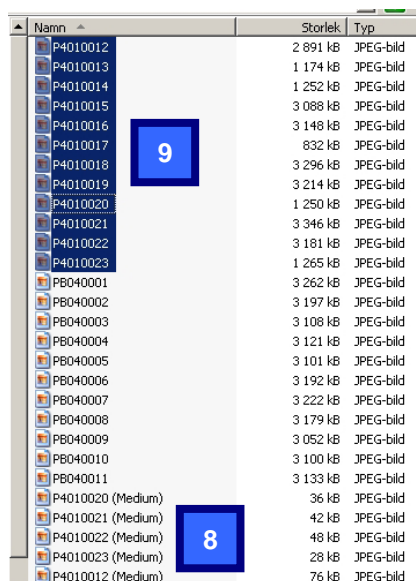 Namn Storlek Typ
P4010012 2 891 kB JPEG-bild
P4010013 1 174 kB JPEG-bild
P4010014 1 252 kB JPEG-bild
P4010015 3 088 kB JPEG-bild
P4010016 3 148 kB JPEG-bild
P4010017 832 kB JPEG-bild
9
P4010018 3 296 kB JPEG-bild
P4010019 3 214 kB JPEG-bild
P4010020 1 250 kB JPEG-bild
P4010021 3 346 kB JPEG-bild
P4010022 3 181 kB JPEG-bild
P4010023 1 265 kB JPEG-bild
PB040001 3 262 kB JPEG-bild
PB040002 3 197 kB JPEG-bild
PB040003 3 108 kB JPEG-bild
PB040004 3 121 kB JPEG-bild
PB040005 3 101 kB JPEG-bild
PB040006 3 192 kB JPEG-bild
PB040007 3 222 kB JPEG-bild
PB040008 3 179 kB JPEG-bild
PB040009 3 052 kB JPEG-bild
PB040010 3 100 kB JPEG-bild
PB040011 3 133 kB JPEG-bild
P4010020 (Medium) 36 kB JPEG-bild
P4010021 (Medium) 42 kB JPEG-bild
P4010022 (Medium) 48 kB JPEG-bild
8
P4010023 (Medium) 28 kB JPEG-bild
P4010012 (Medium) 76 kB JPEG-bild